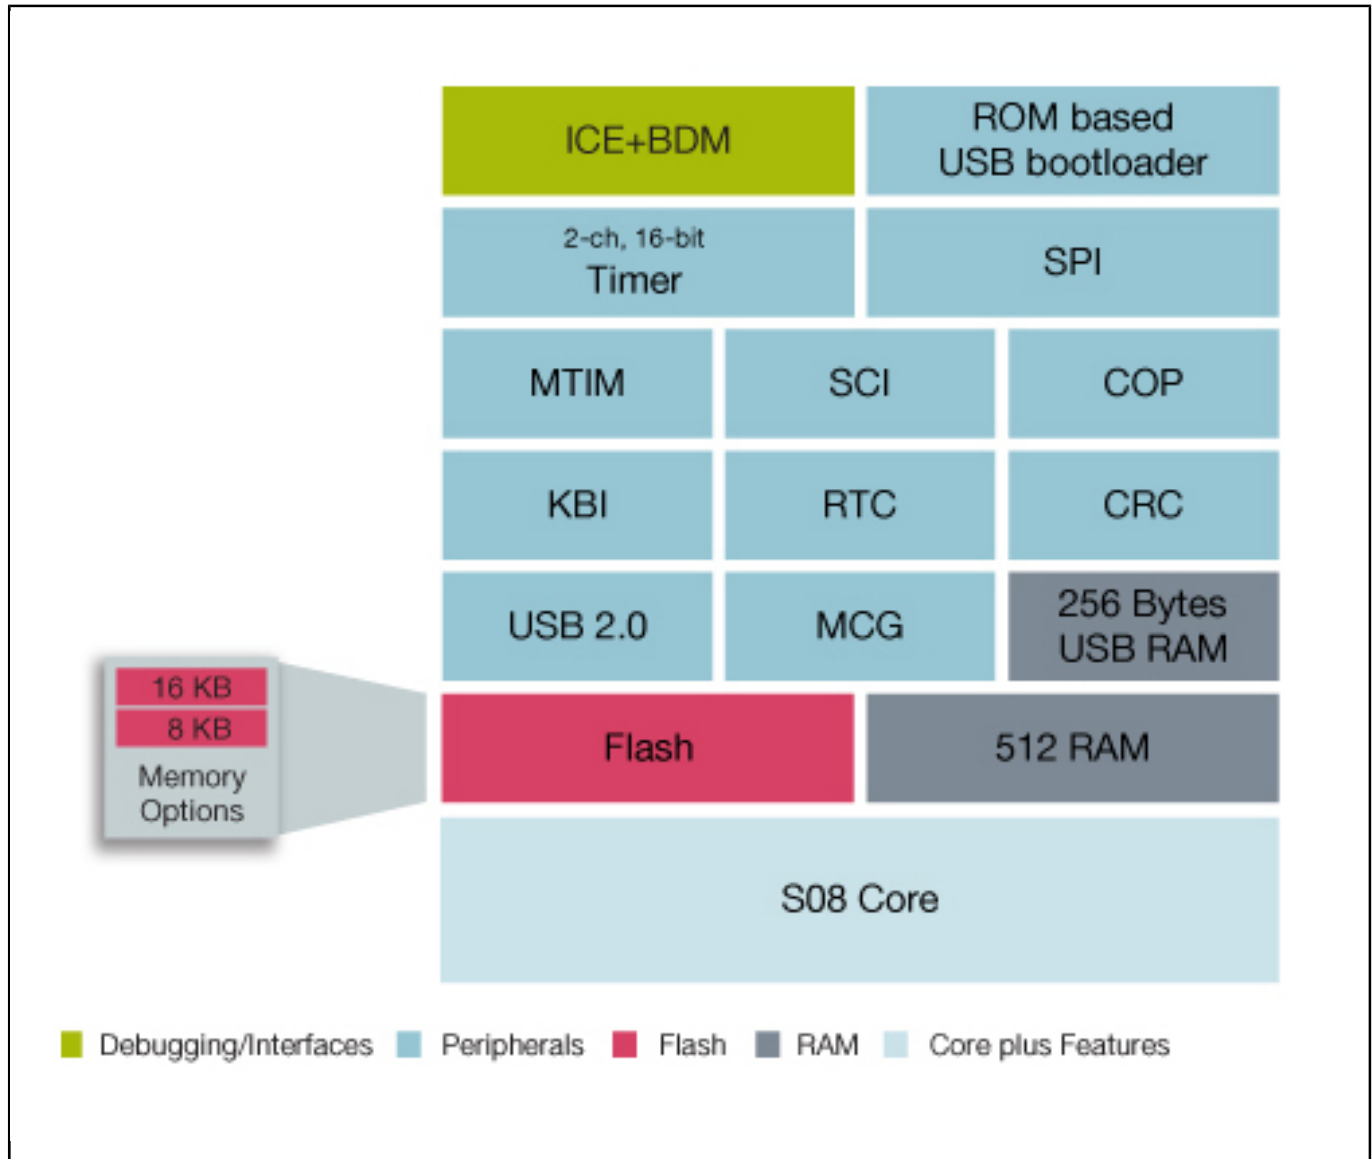 ICE+BDM
ROM based
USB bootloader
2-ch, 16-bit
Timer
SPI
MTIM
SCI
COP
KBI
RTC
CRC
USB 2.0
MCG
256 Bytes
USB RAM
16 KB
8 KB
Memory
Options
Flash
512 RAM
S08 Core
Debugging/Interfaces
Peripherals
Flash
RAM
Core plus Features